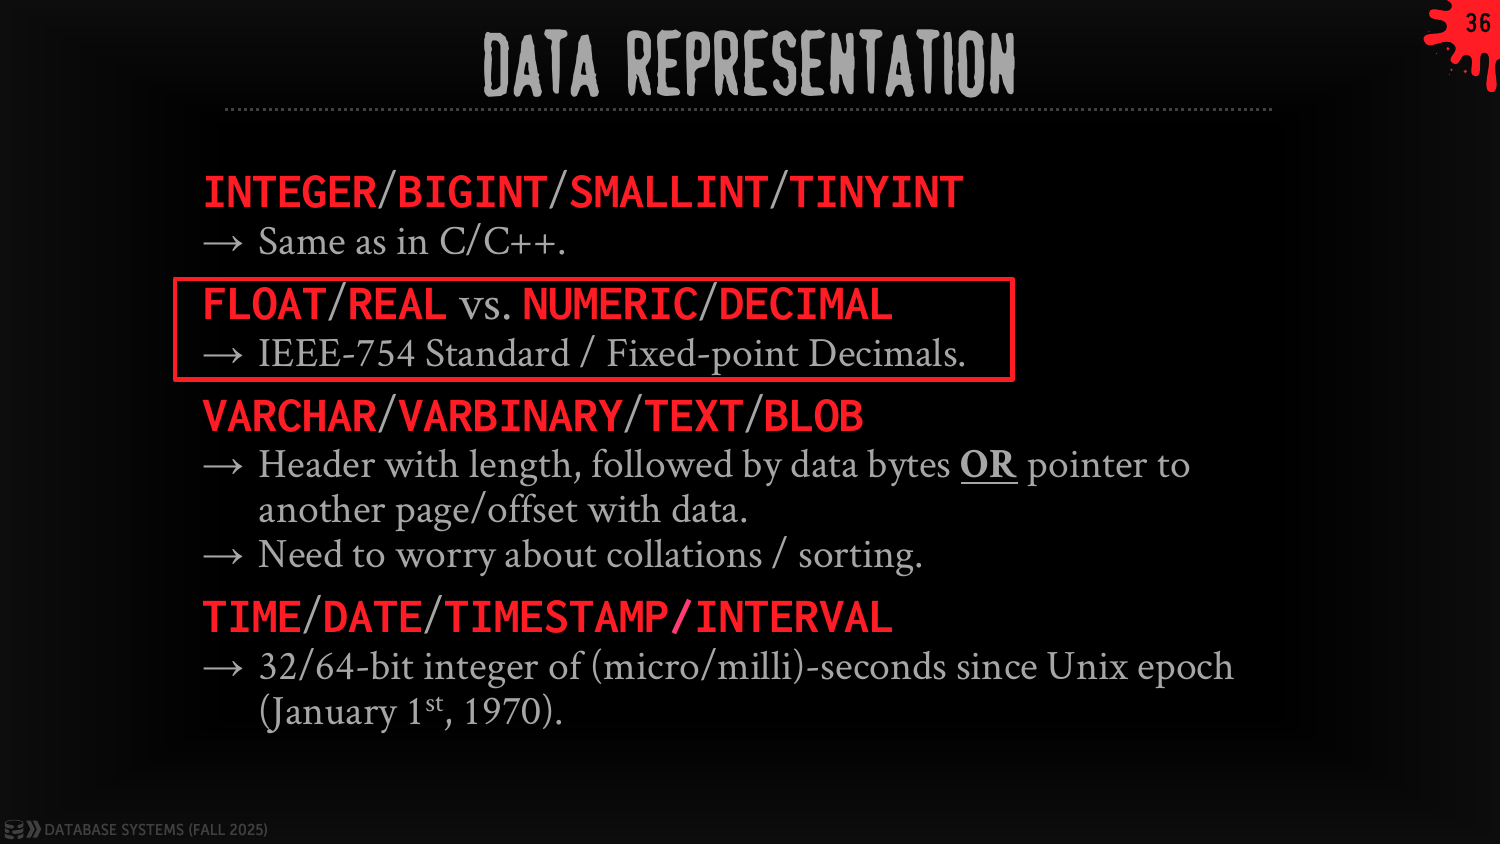 36
DATA REPRESENTATION
INTEGER/BIGINT/SMALLINT/TINYINT
→ Same as in C/C++.
FLOAT/REAL vs. NUMERIC/DECIMAL
→ IEEE-754 Standard / Fixed-point Decimals.
VARCHAR/VARBINARY/TEXT/BLOB
→ Header with length, followed by data bytes OR pointer to
another page/offset with data.
→ Need to worry about collations / sorting.
TIME/DATE/TIMESTAMP/INTERVAL
→ 32/64-bit integer of (micro/milli)-seconds since Unix epoch
(January 1st, 1970).
DATABASE SYSTEMS (FALL 2025)